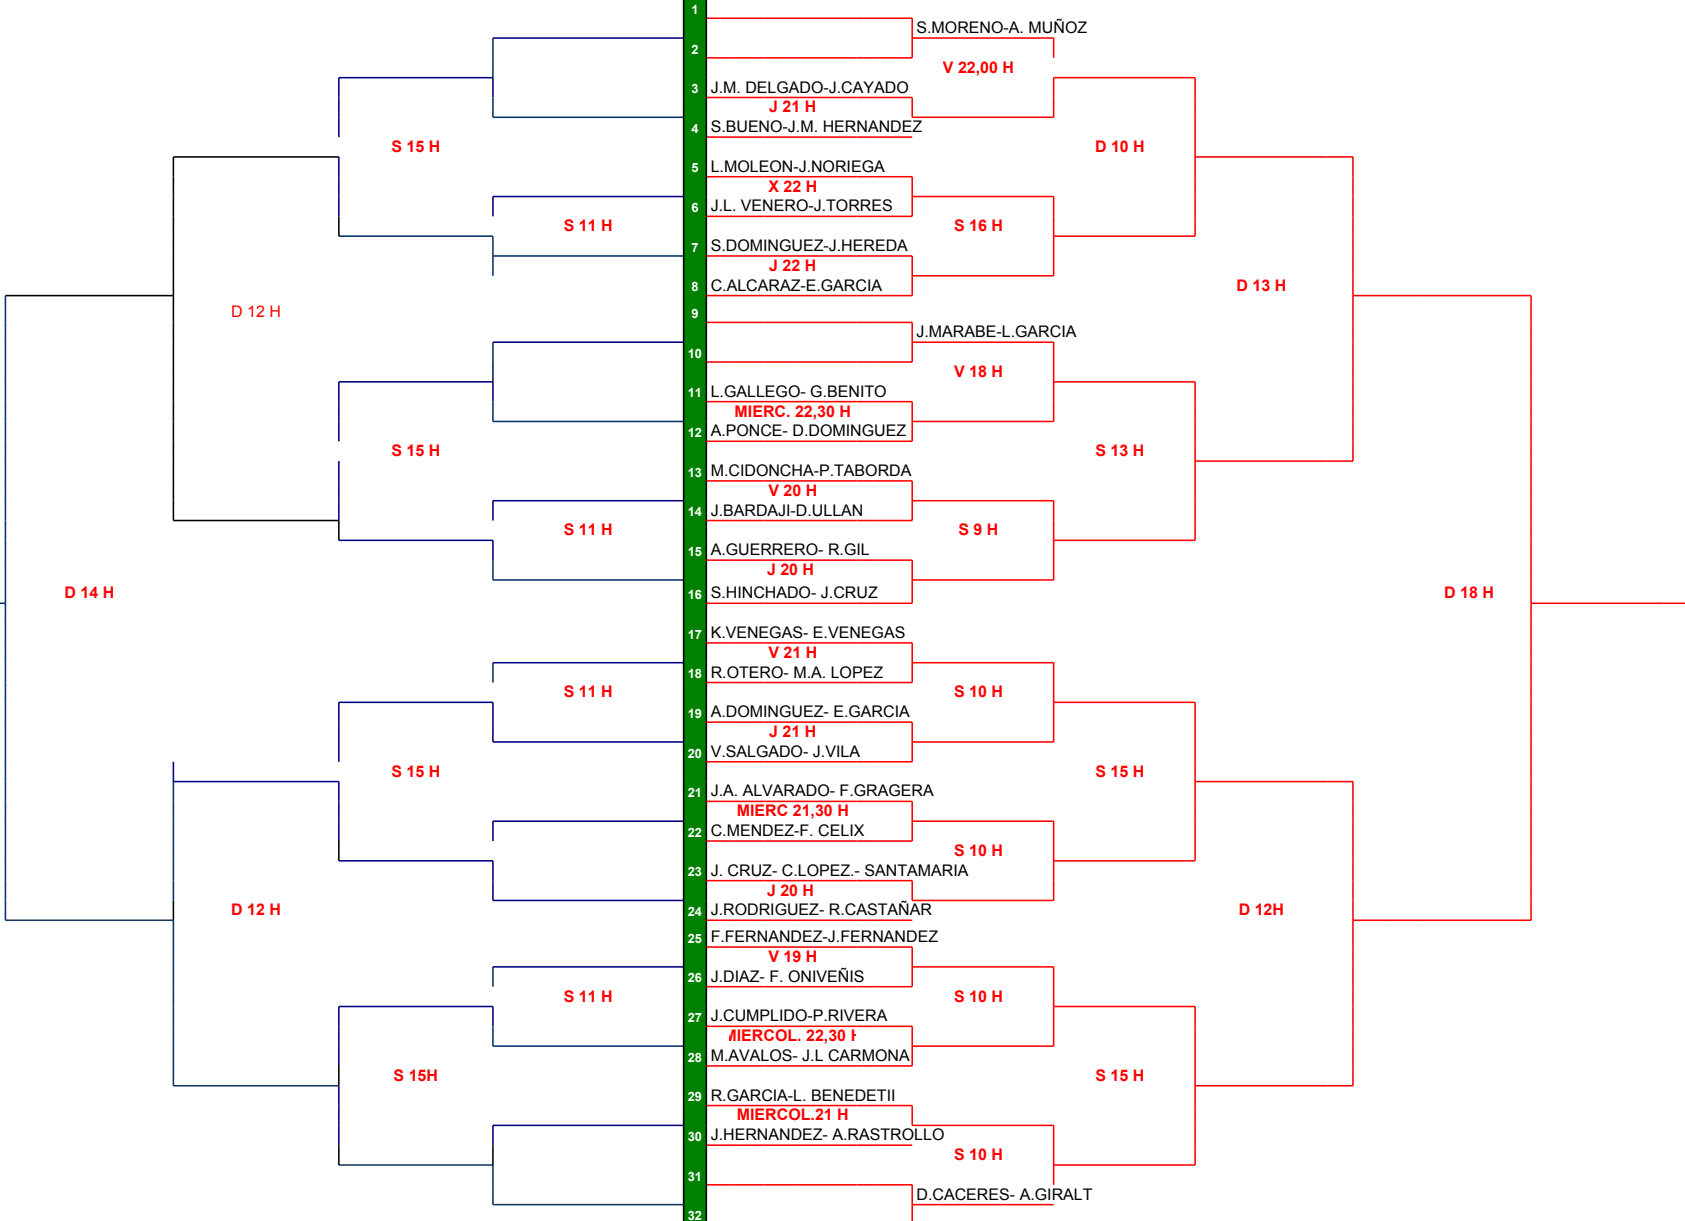 1
S.MORENO-A. MUÑOZ
2
V 22,00 H
3 J.M. DELGADO-J.CAYADO
J 21 H
4 S.BUENO-J.M. HERNANDEZ
S 15 H
D 10 H
5 L.MOLEON-J.NORIEGA
X 22 H
6 J.L. VENERO-J.TORRES
S 11 H
S 16 H
7 S.DOMINGUEZ-J.HEREDA
J 22 H
8 C.ALCARAZ-E.GARCIA
D 13 H
D 12 H
9
J.MARABE-L.GARCIA
10
V 18 H
11 L.GALLEGO- G.BENITO
MIERC. 22,30 H
12 A.PONCE- D.DOMINGUEZ
S 15 H
S 13 H
13 M.CIDONCHA-P.TABORDA
V 20 H
14 J.BARDAJI-D.ULLAN
S 11 H
S 9 H
15 A.GUERRERO- R.GIL
J 20 H
16 S.HINCHADO- J.CRUZ
D 14 H
D 18 H
17 K.VENEGAS- E.VENEGAS
V 21 H
18 R.OTERO- M.A. LOPEZ
S 11 H
S 10 H
19 A.DOMINGUEZ- E.GARCIA
J 21 H
20 V.SALGADO- J.VILA
S 15 H
S 15 H
21 J.A. ALVARADO- F.GRAGERA
MIERC 21,30 H
22 C.MENDEZ-F. CELIX
S 10 H
23 J. CRUZ- C.LOPEZ.- SANTAMARIA
J 20 H
24 J.RODRIGUEZ- R.CASTAÑAR
D 12 H
D 12H
25 F.FERNANDEZ-J.FERNANDEZ
V 19 H
26 J.DIAZ- F. ONIVEÑIS
S 11 H
S 10 H
27 J.CUMPLIDO-P.RIVERA
MIERCOL. 22,30 H
28 M.AVALOS- J.L CARMONA
S 15H
S 15 H
29 R.GARCIA-L. BENEDETII
MIERCOL.21 H
30 J.HERNANDEZ- A.RASTROLLO
S 10 H
31
D.CACERES- A.GIRALT
32